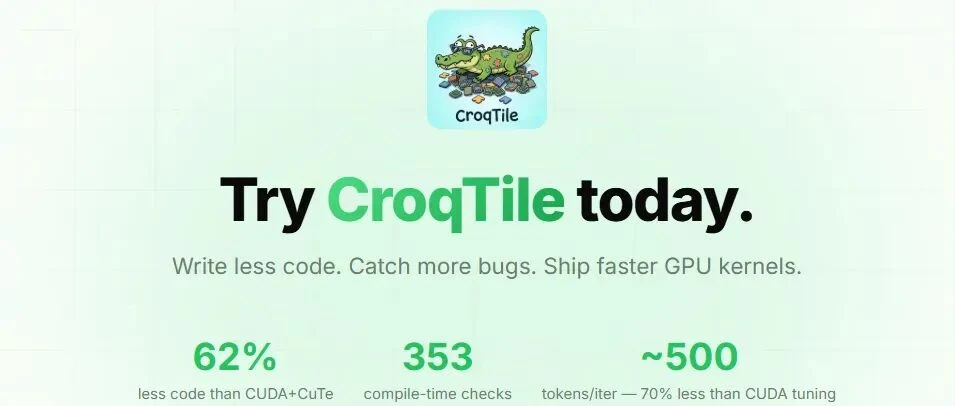 CroqTile
Try CroqTile today.
Write less code. Catch more bugs. Ship faster GPU kernels.
62%
less code than CUDA+CuTe
353
compile-time checks
~500
tokens/iter — 70% less than CUDA tuning